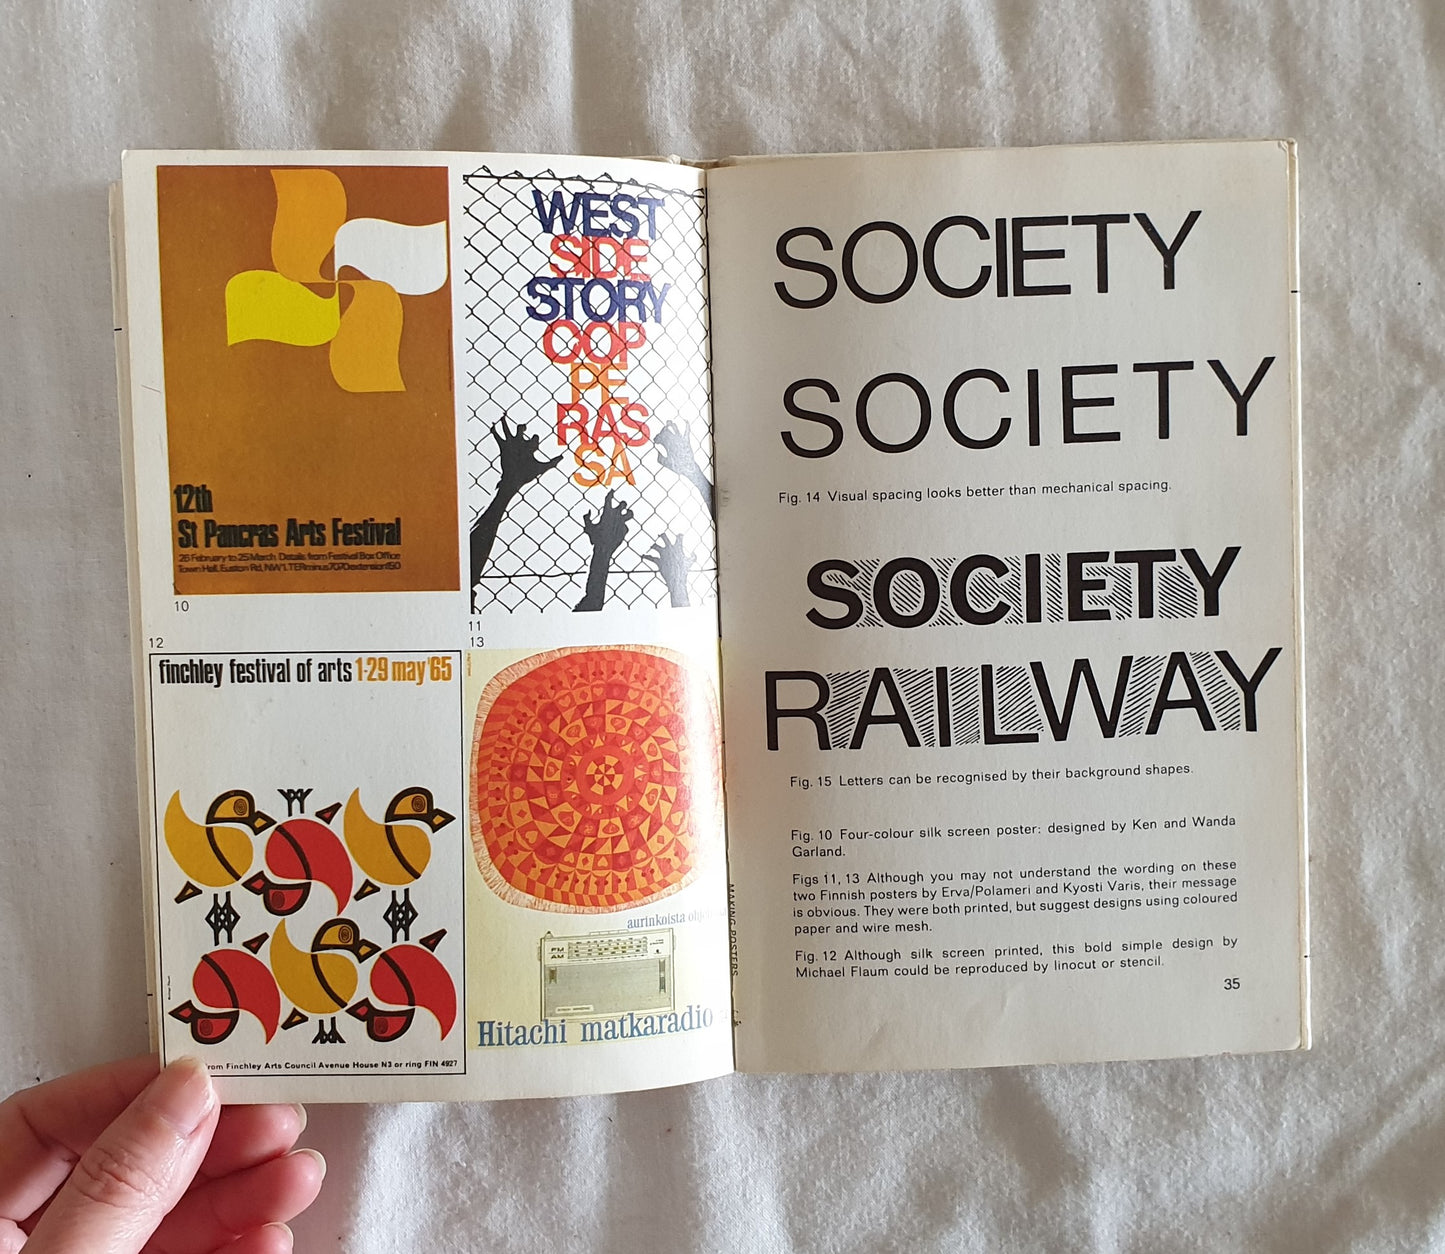 12th
St Pancras Arts Festival
26 February to 25 March. Details from Festival Box Office
Town Hall, Euston Rd, NW1. TERminus 7070 extension 150
10
WEST
SIDE
STORY
OOP
PE
RAS
SA
11
12
finchley festival of arts 1-29 may '65
rom Finchley Arts Council Avenue House N3 or ring FIN 4927
13
aurinkoista
Hitachi matkaradio
FM
AM
MAKING POSTERS
SOCIETY
SOCIETY
Fig. 14 Visual spacing looks better than mechanical spacing.
SOCIETY
RAILWAY
Fig. 15 Letters can be recognised by their background shapes.
Fig. 10 Four-colour silk screen poster: designed by Ken and Wanda
Garland.
Figs 11, 13 Although you may not understand the wording on these
two Finnish posters by Erva/Polameri and Kyosti Varis, their message
is obvious. They were both printed, but suggest designs using coloured
paper and wire mesh.
Fig. 12 Although silk screen printed, this bold simple design by
Michael Flaum could be reproduced by linocut or stencil.
35